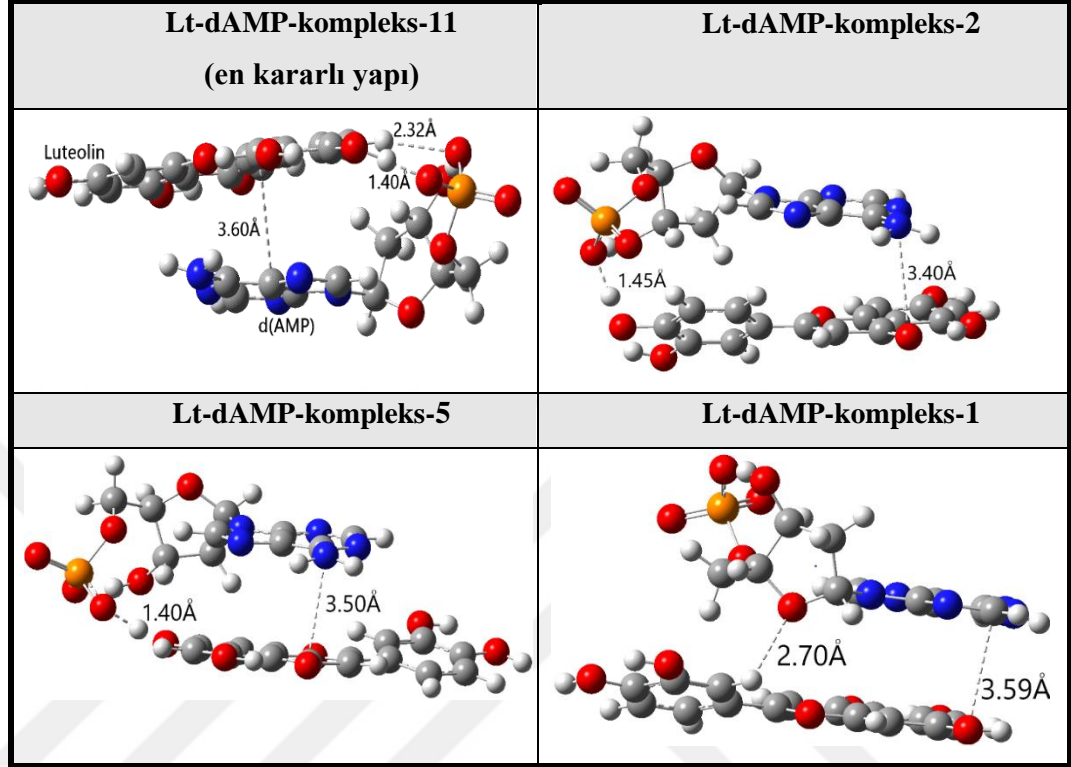 Lt-dAMP-kompleks-11
(en kararlı yapı)
Lt-dAMP-kompleks-2
Luteolin
2.32Å
1.40Å
3.60Å
d(AMP)
1.45Å
3.40Å
Lt-dAMP-kompleks-5
Lt-dAMP-kompleks-1
1.40Å
3.50Å
2.70Å
3.59Å